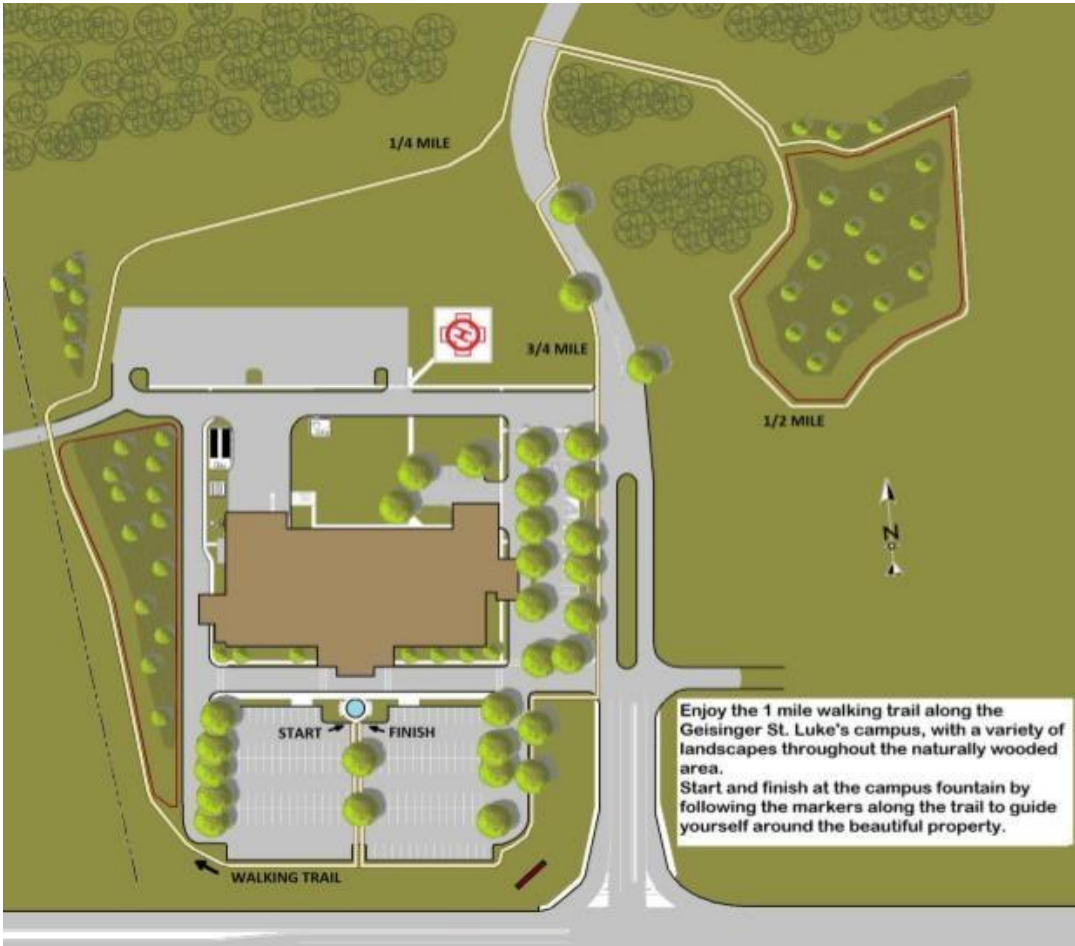 1/4 MILE
H
3/4 MILE
1/2 MILE
N
START
FINISH
Enjoy the 1 mile walking trail along the
Geisinger St. Luke's campus, with a variety of
landscapes throughout the naturally wooded
area.
Start and finish at the campus fountain by
following the markers along the trail to guide
yourself around the beautiful property.
WALKING TRAIL